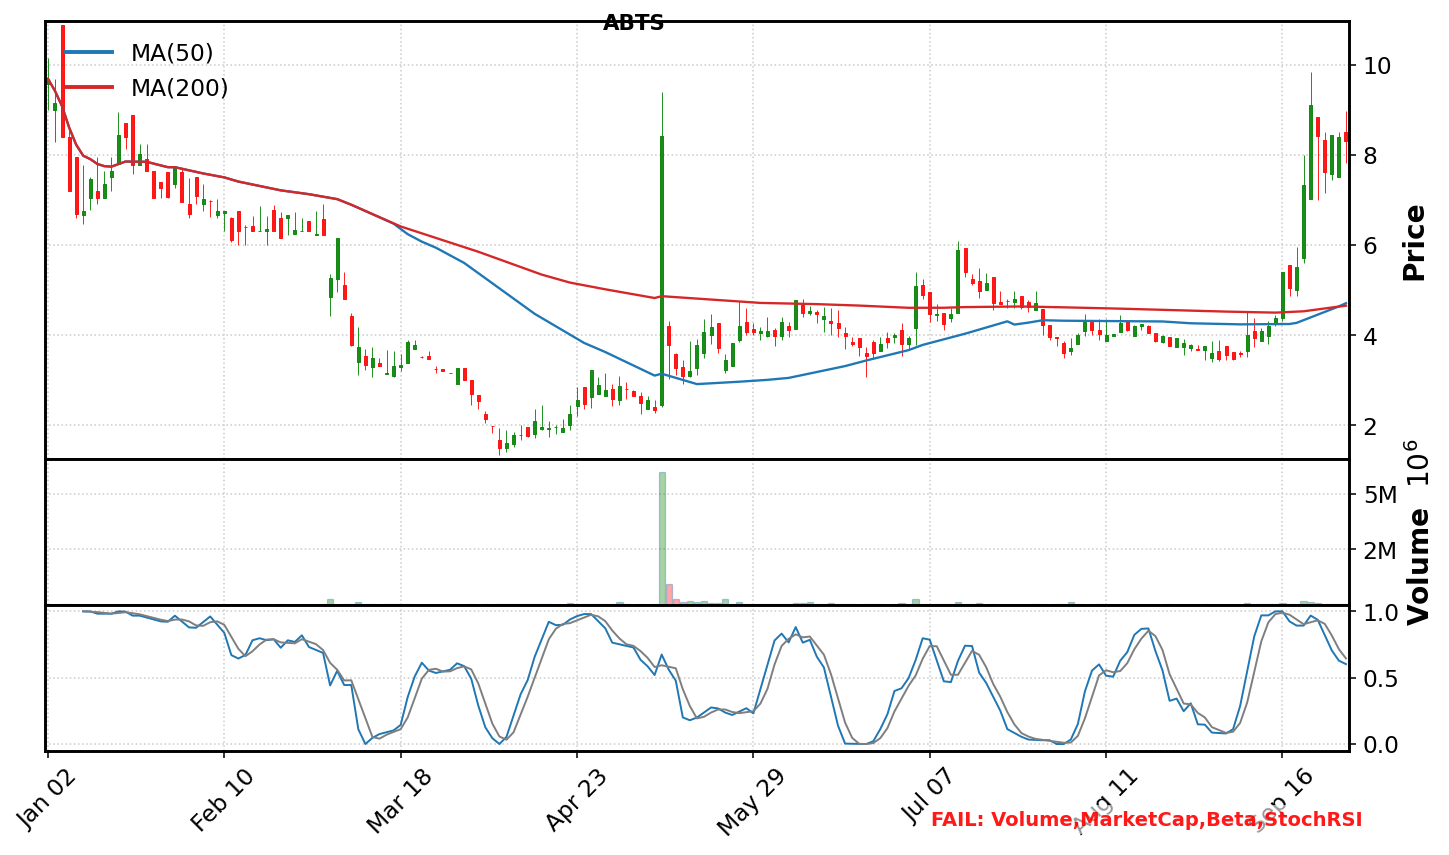 ABTS
MA(50)
MA(200)
10
8
6
4
2
Price
5M
2M
Volume 10^6
1.0
0.5
0.0
Jan 02
Feb 10
Mar 18
Apr 23
May 29
Jul 07
Aug 11
Sep 16
FAIL: Volume,MarketCap,Beta,StochRSI